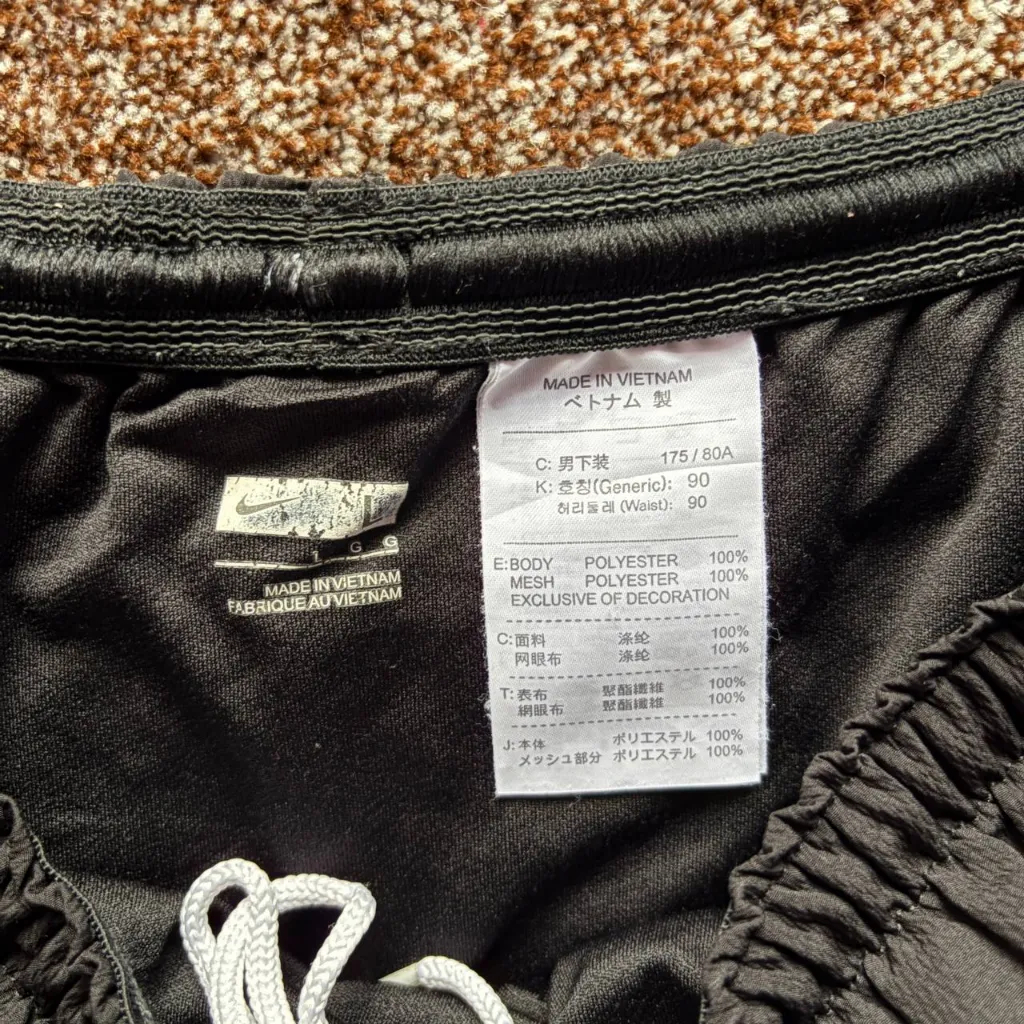 MADE IN VIETNAM
ベトナム 製
C: 男下装 175 / 80A
K: 호칭(Generic): 90
허리둘레 (Waist): 90
E: BODY POLYESTER 100%
MESH POLYESTER 100%
EXCLUSIVE OF DECORATION
C: 面料 涤纶 100%
网眼布 涤纶 100%
T: 表布 聚酯纖維 100%
網眼布 聚酯纖維 100%
J: 本体 ポリエステル 100%
メッシュ部分 ポリエステル 100%
L
G G
MADE IN VIETNAM
FABRIQUE AU VIETNAM